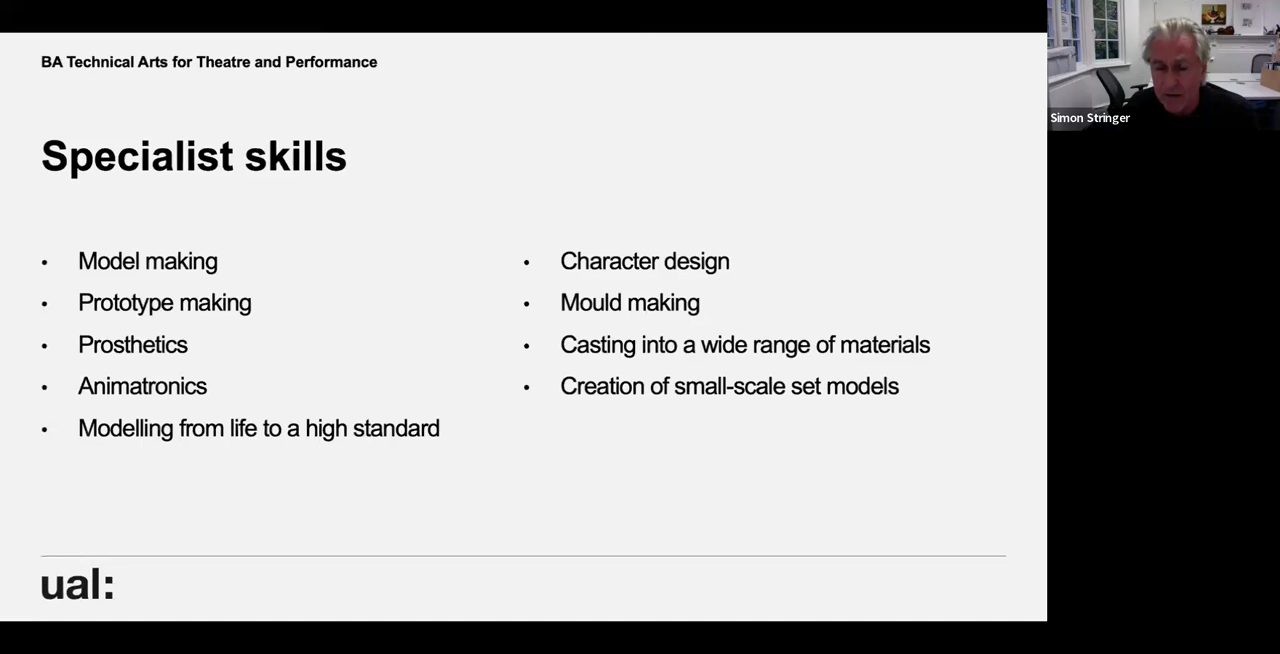 BA Technical Arts for Theatre and Performance
Specialist skills
• Model making
• Prototype making
• Prosthetics
• Animatronics
• Modelling from life to a high standard
• Character design
• Mould making
• Casting into a wide range of materials
• Creation of small-scale set models
ual:
Simon Stringer